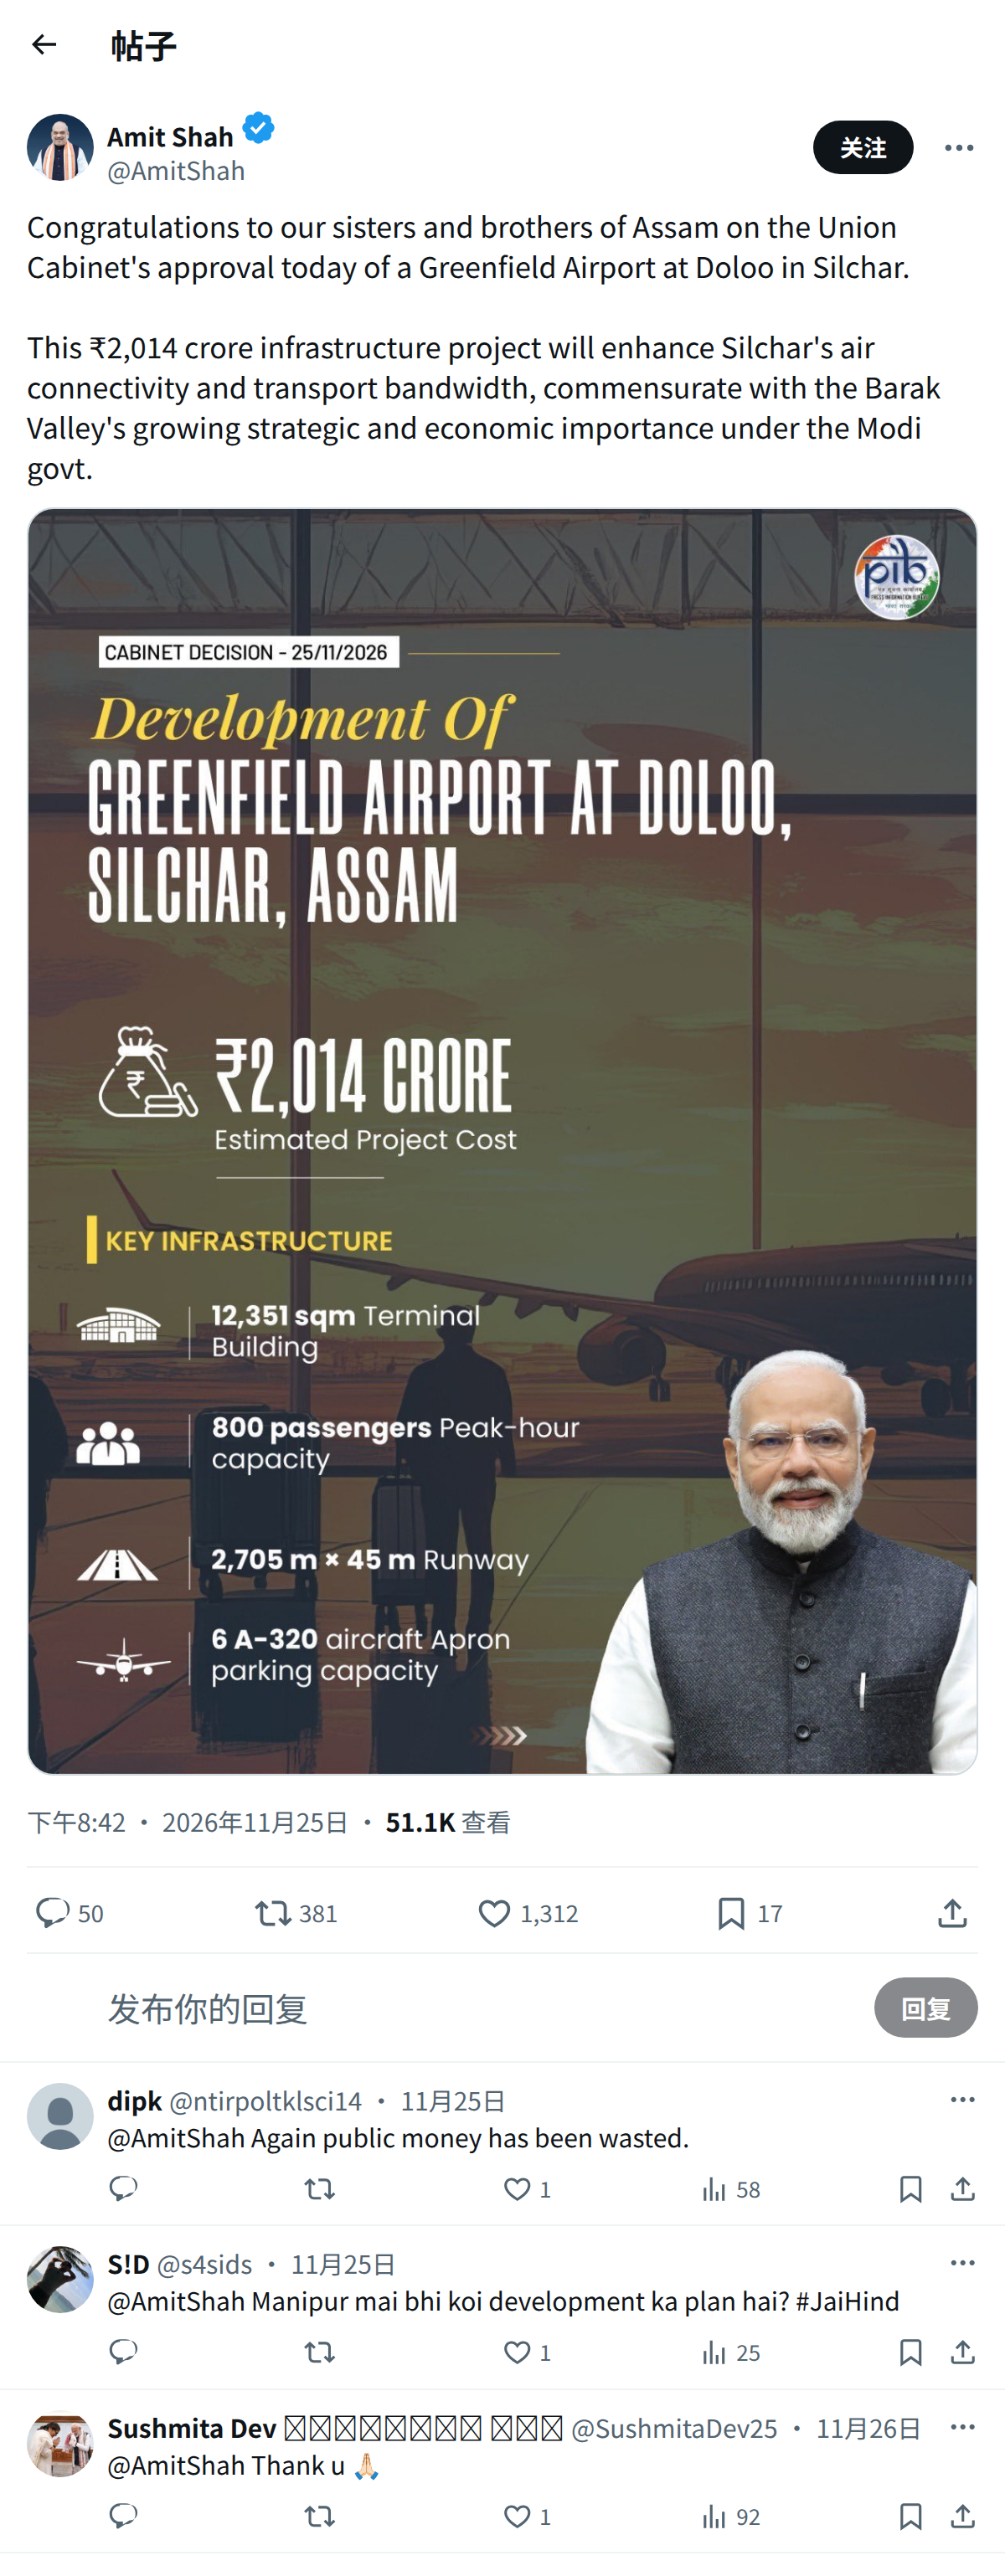 帖子
Amit Shah
@AmitShah
关注
Congratulations to our sisters and brothers of Assam on the Union
Cabinet's approval today of a Greenfield Airport at Doloo in Silchar.
This ₹2,014 crore infrastructure project will enhance Silchar's air
connectivity and transport bandwidth, commensurate with the Barak
Valley's growing strategic and economic importance under the Modi
govt.
pib
PRESS INFORMATION BUREAU
CABINET DECISION - 25/11/2026
Development Of
GREENFIELD AIRPORT AT DOLOO,
SILCHAR, ASSAM
₹
₹2,014 CRORE
Estimated Project Cost
KEY INFRASTRUCTURE
12,351 sqm Terminal
Building
800 passengers Peak-hour
capacity
2,705 m × 45 m Runway
6 A-320 aircraft Apron
parking capacity
下午8:42 · 2026年11月25日 · 51.1K 查看
50 381 1,312 17
发布你的回复
回复
dipk @ntirpoltklsci14 · 11月25日
@AmitShah Again public money has been wasted.
1 58
S!D @s4sids · 11月25日
@AmitShah Manipur mai bhi koi development ka plan hai? #JaiHind
1 25
Sushmita Dev @SushmitaDev25 · 11月26日
@AmitShah Thank u 🙏🏻
1 92